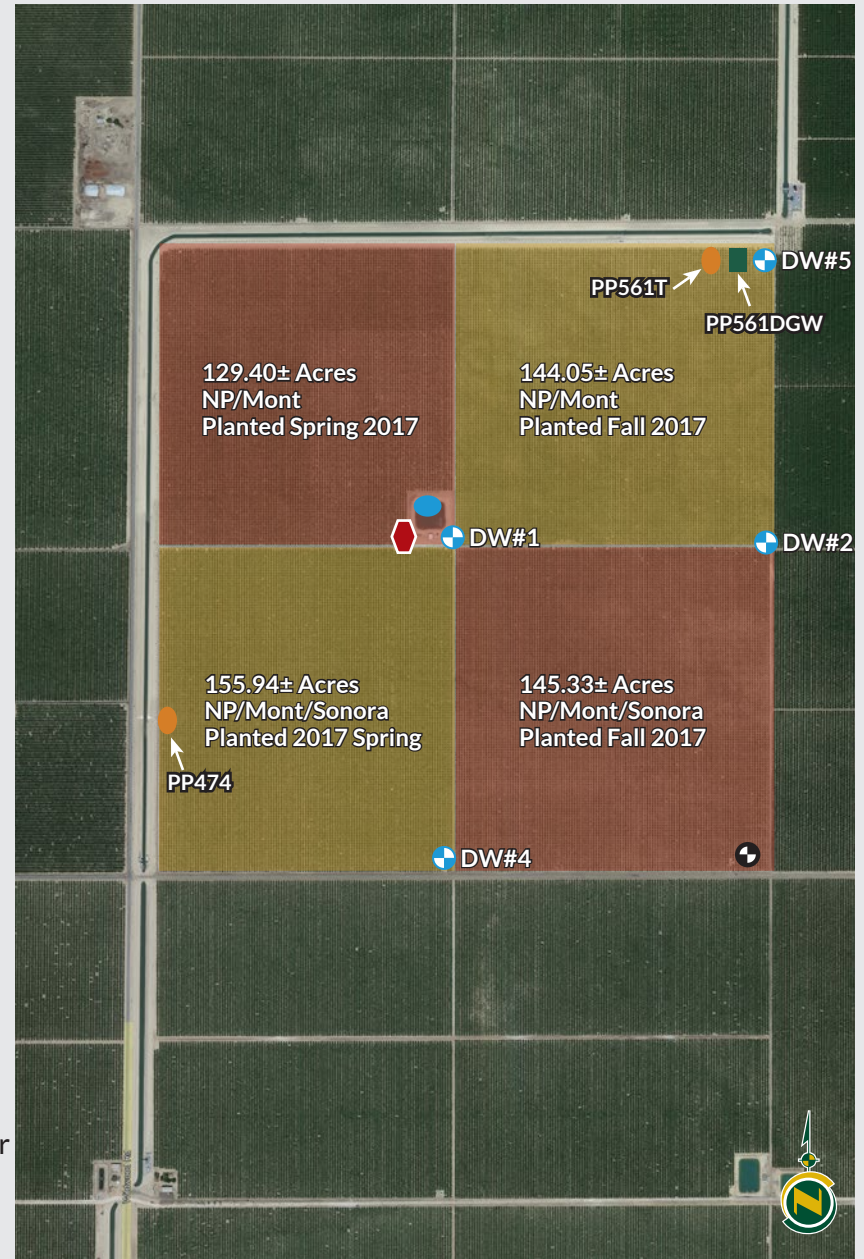 DW#5
PP561T
PP561DGW
129.40± Acres
NP/Mont
Planted Spring 2017
144.05± Acres
NP/Mont
Planted Fall 2017
DW#1
DW#2
155.94± Acres
NP/Mont/Sonora
Planted 2017 Spring
145.33± Acres
NP/Mont/Sonora
Planted Fall 2017
PP474
DW#4
r
N